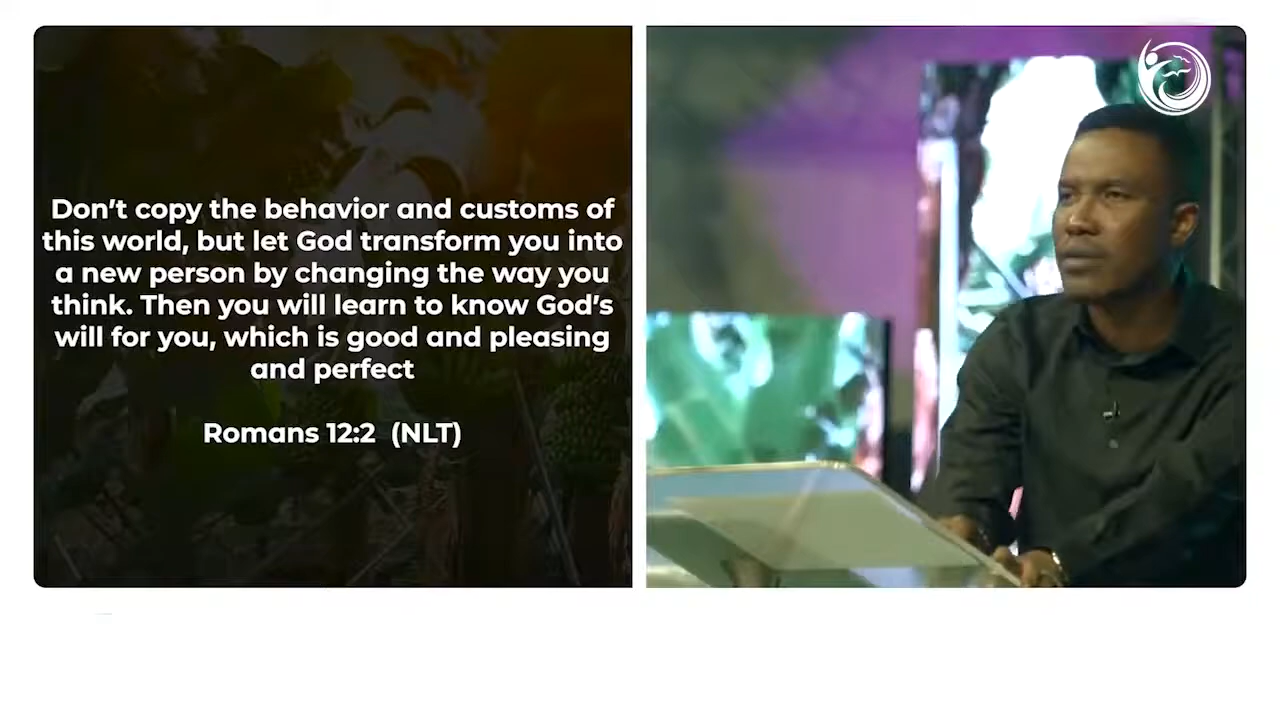 Don’t copy the behavior and customs of
this world, but let God transform you into
a new person by changing the way you
think. Then you will learn to know God’s
will for you, which is good and pleasing
and perfect
Romans 12:2 (NLT)